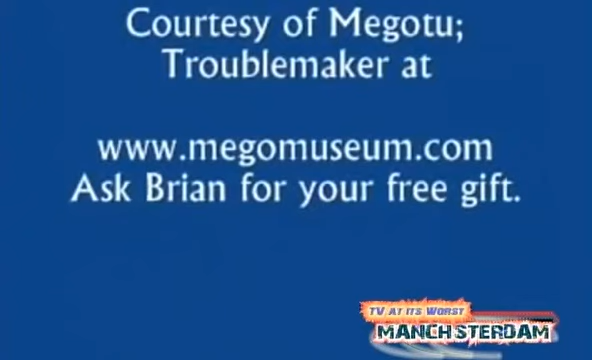 Courtesy of Megotu;
Troublemaker at
www.megomuseum.com
Ask Brian for your free gift.
TV AT ITS WORST
MANCHSTERDAM